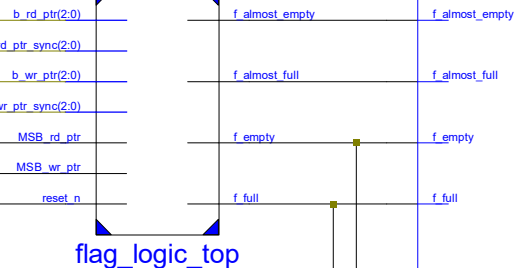 b_rd_ptr(2:0) f_almost_empty f_almost_empty
d_ptr_sync(2:0)
b_wr_ptr(2:0) f_almost_full f_almost_full
vr_ptr_sync(2:0)
MSB_rd_ptr f_empty f_empty
MSB_wr_ptr
reset_n f_full f_full
flag_logic_top